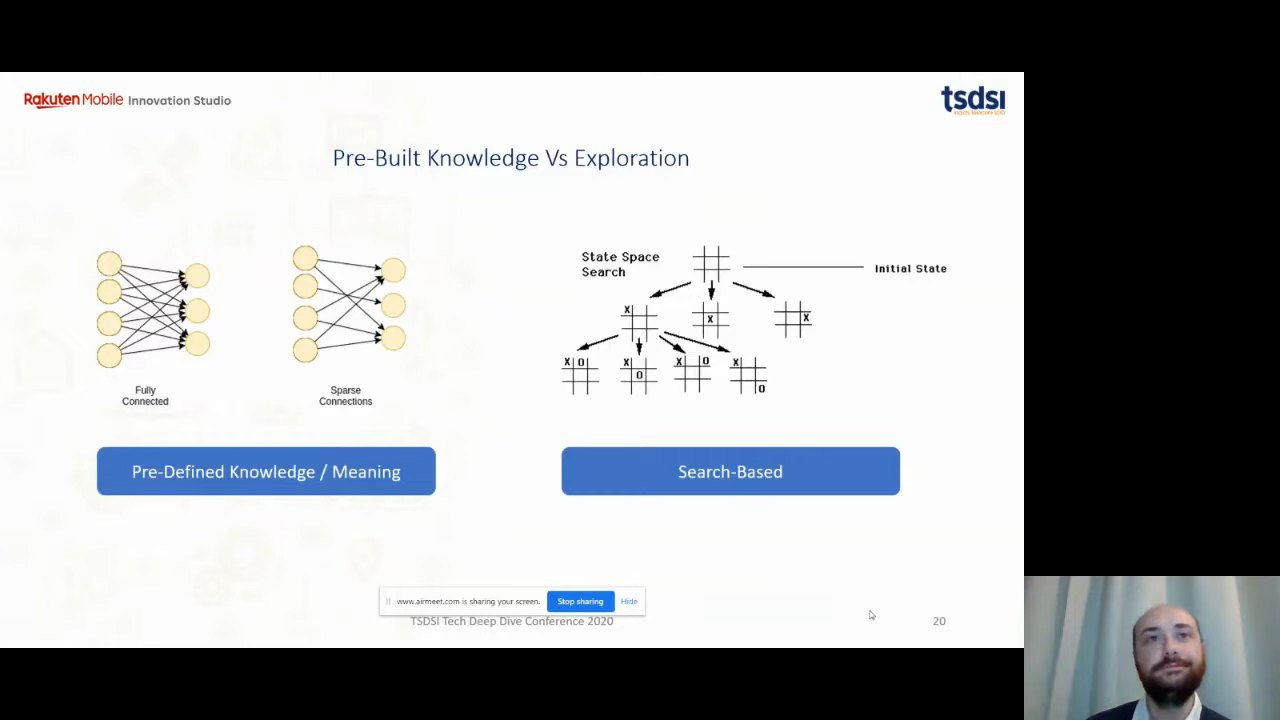 Rakuten Mobile Innovation Studio
tsdsi
Pre-Built Knowledge Vs Exploration
State Space
Search
Initial State
X
X
X
X O
X
O
X O
X
O
Fully
Connected
Sparse
Connections
Pre-Defined Knowledge / Meaning
Search-Based
www.airmeet.com is sharing your screen.
Stop sharing
Hide
TSDSI Tech Deep Dive Conference 2020
20